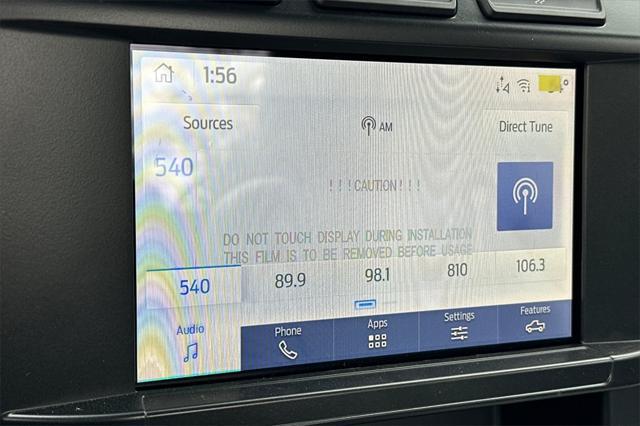 1:56
Sources
AM
Direct Tune
540
! ! ! CAUTION ! ! !
DO NOT TOUCH DISPLAY DURING INSTALLATION
THIS FILM IS TO BE REMOVED BEFORE USAGE
540
89.9
98.1
810
106.3
Audio
Phone
Apps
Settings
Features